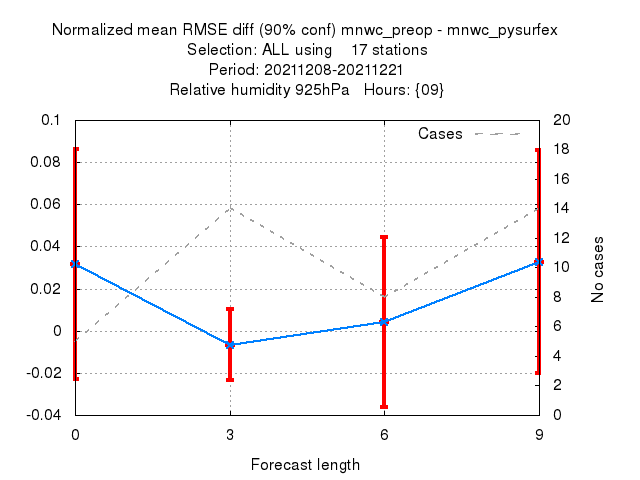 Normalized mean RMSE diff (90% conf) mnwc_preop - mnwc_pysurfex
Selection: ALL using    17 stations
Period: 20211208-20211221
Relative humidity 925hPa   Hours: {09}
Cases
0.1
0.08
0.06
0.04
0.02
0
-0.02
-0.04
20
18
16
14
12
10
8
6
4
2
0
No cases
0 3 6 9
Forecast length